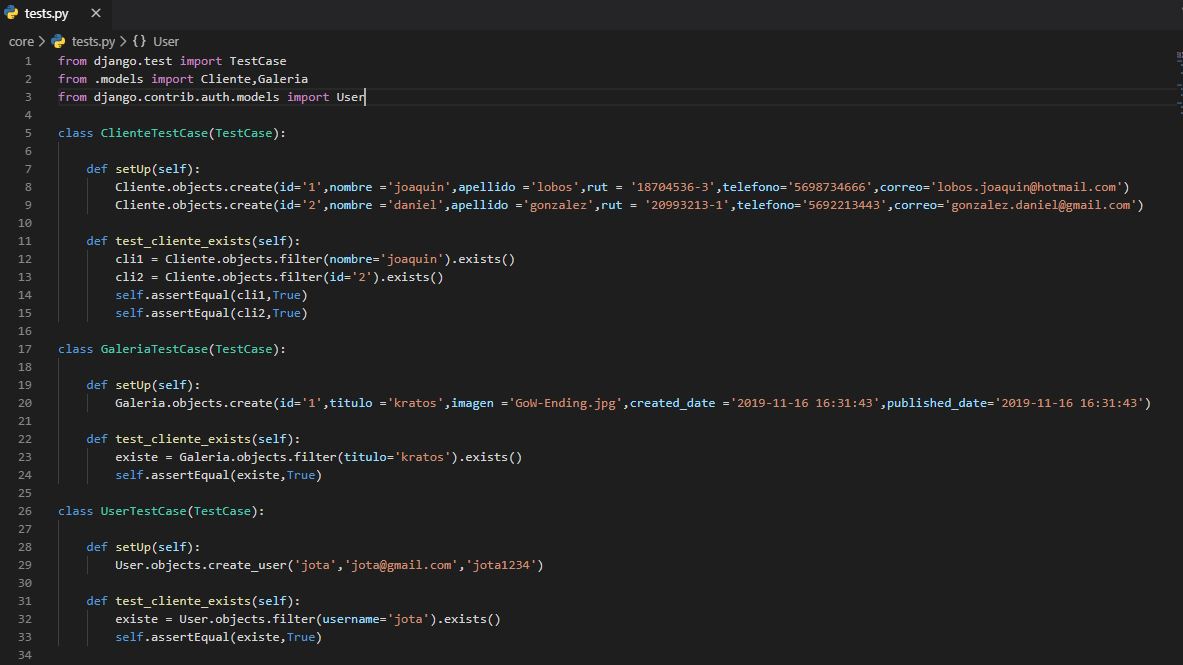 tests.py ×
core > tests.py > {} User
1 from django.test import TestCase
2 from .models import Cliente,Galeria
3 from django.contrib.auth.models import User
4
5 class ClienteTestCase(TestCase):
6
7     def setUp(self):
8         Cliente.objects.create(id='1',nombre ='joaquin',apellido ='lobos',rut = '18704536-3',telefono='5698734666',correo='lobos.joaquin@hotmail.com')
9         Cliente.objects.create(id='2',nombre ='daniel',apellido ='gonzalez',rut = '20993213-1',telefono='5692213443',correo='gonzalez.daniel@gmail.com')
10
11     def test_cliente_exists(self):
12         cli1 = Cliente.objects.filter(nombre='joaquin').exists()
13         cli2 = Cliente.objects.filter(id='2').exists()
14         self.assertEqual(cli1,True)
15         self.assertEqual(cli2,True)
16
17 class GaleriaTestCase(TestCase):
18
19     def setUp(self):
20         Galeria.objects.create(id='1',titulo ='kratos',imagen ='GoW-Ending.jpg',created_date ='2019-11-16 16:31:43',published_date='2019-11-16 16:31:43')
21
22     def test_cliente_exists(self):
23         existe = Galeria.objects.filter(titulo='kratos').exists()
24         self.assertEqual(existe,True)
25
26 class UserTestCase(TestCase):
27
28     def setUp(self):
29         User.objects.create_user('jota','jota@gmail.com','jota1234')
30
31     def test_cliente_exists(self):
32         existe = User.objects.filter(username='jota').exists()
33         self.assertEqual(existe,True)
34